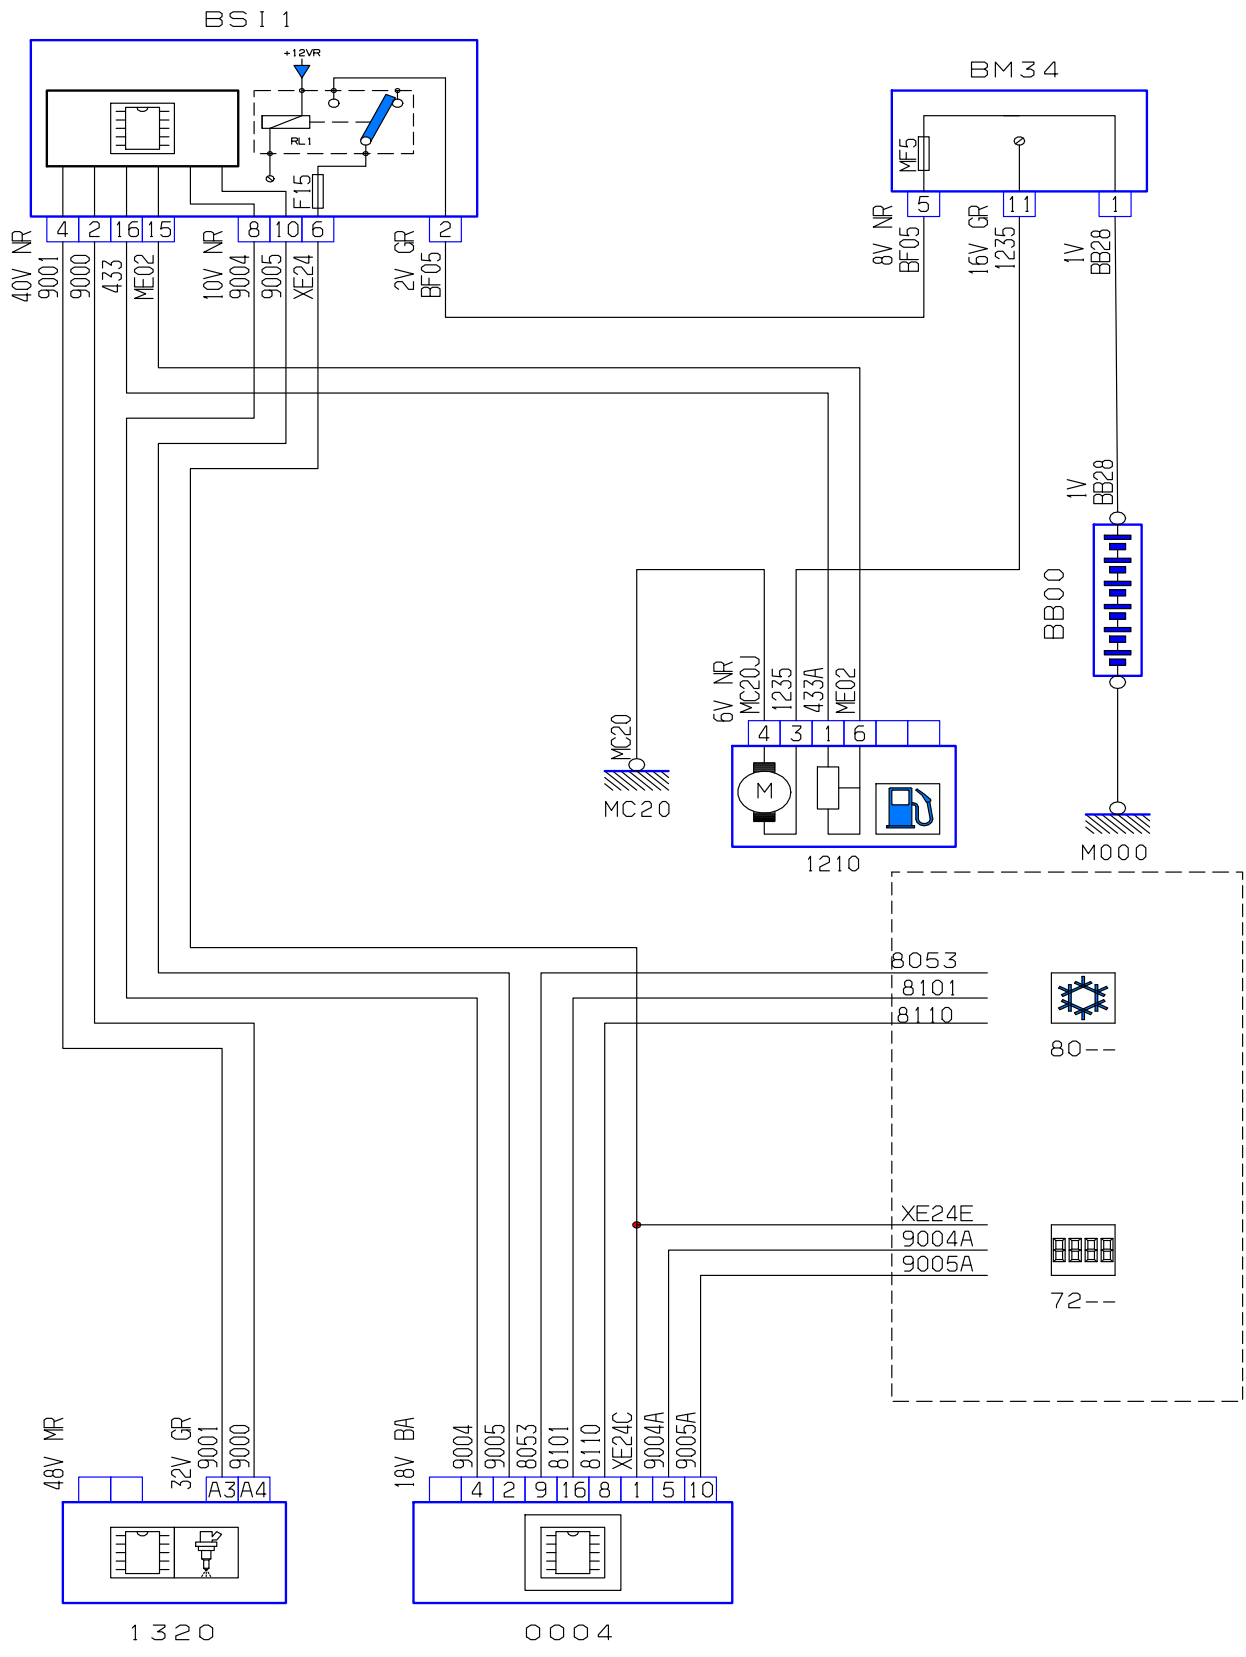 BSI 1
BM34
+12VR
RL1
F15
MF5
4
2
16
15
8
10
6
2
5
11
1
40V NR
9001
9000
433
ME02
10V NR
9004
9005
XE24
2V GR
BF05
8V NR
BF05
16V GR
1235
1V
BB28
1V
BB28
BB00
6V NR
MC20J
1235
433A
ME02
MC20
4
3
1
6
M
MC20
1210
M000
8053
8101
8110
80--
XE24E
9004A
9005A
72--
48V MR
32V GR
9001
9000
18V BA
9004
9005
8053
8101
8110
XE24C
9004A
9005A
A3
A4
4
2
9
16
8
1
5
10
1320
0004